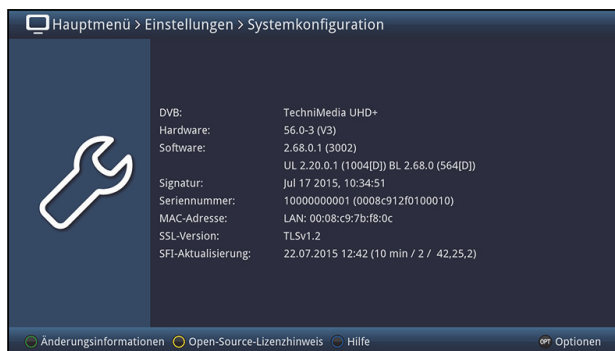 Hauptmenü > Einstellungen > Systemkonfiguration
DVB: TechniMedia UHD+
Hardware: 56.0-3 (V3)
Software: 2.68.0.1 (3002)
UL 2.20.0.1 (1004[D]) BL 2.68.0 (564[D])
Signatur: Jul 17 2015, 10:34:51
Seriennummer: 10000000001 (0008c912f0100010)
MAC-Adresse: LAN: 00:08:c9:7b:f8:0c
SSL-Version: TLSv1.2
SFI-Aktualisierung: 22.07.2015 12:42 (10 min / 2 / 42,25,2)
Änderungsinformationen Open-Source-Lizenzhinweis Hilfe OPT Optionen